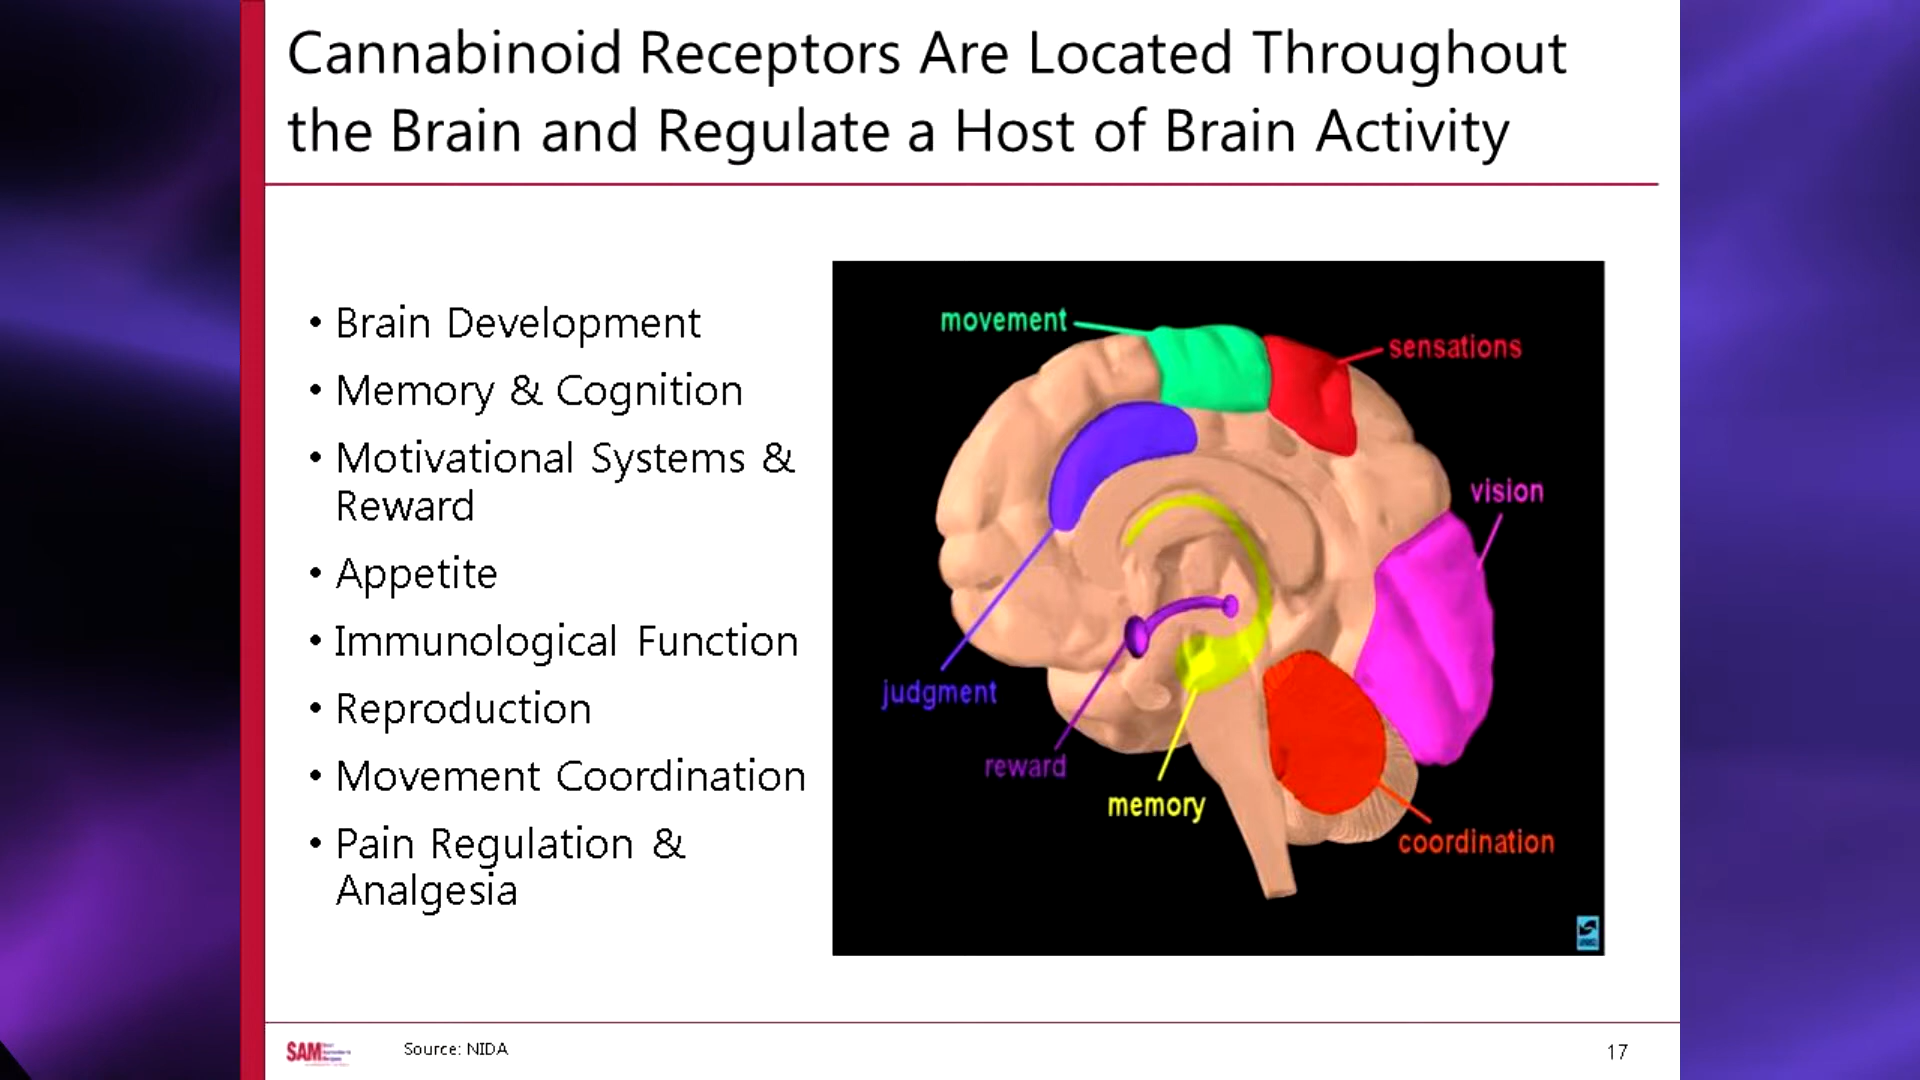 Cannabinoid Receptors Are Located Throughout
the Brain and Regulate a Host of Brain Activity
• Brain Development
• Memory & Cognition
• Motivational Systems &
Reward
• Appetite
• Immunological Function
• Reproduction
• Movement Coordination
• Pain Regulation &
Analgesia
movement
sensations
vision
judgment
reward
memory
coordination
SAM
Source: NIDA
17